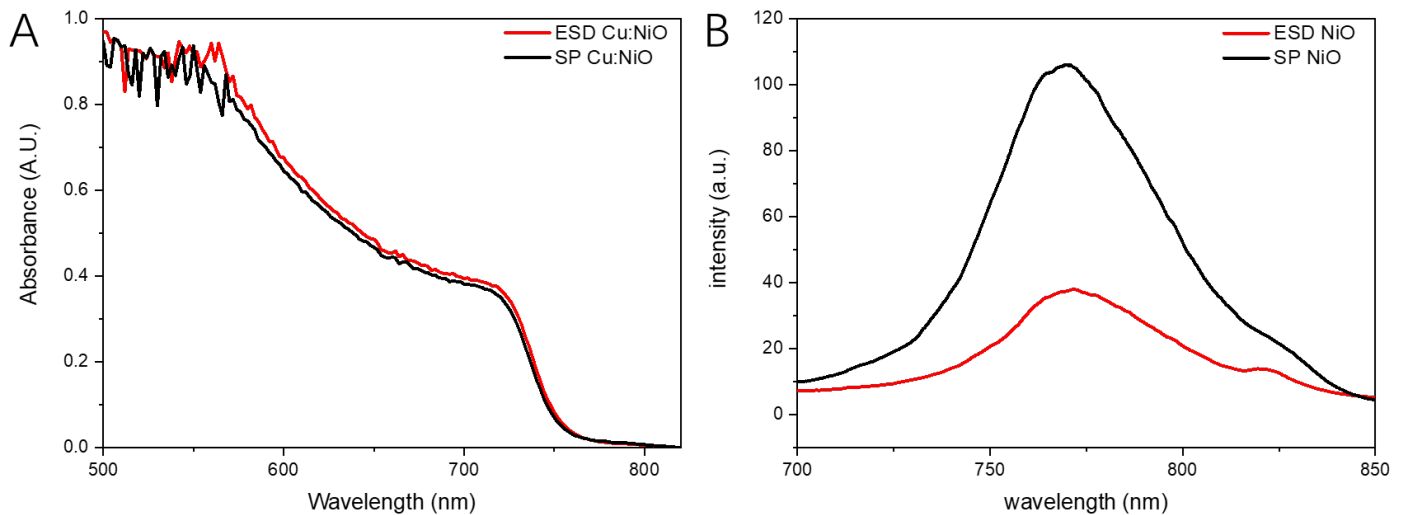 A
1.0
0.8
0.6
0.4
0.2
0.0
Absorbance (A.U.)
ESD Cu:NiO
SP Cu:NiO
500
600
700
800
Wavelength (nm)
B
120
100
80
60
40
20
0
intensity (a.u.)
ESD NiO
SP NiO
700
750
800
850
wavelength (nm)